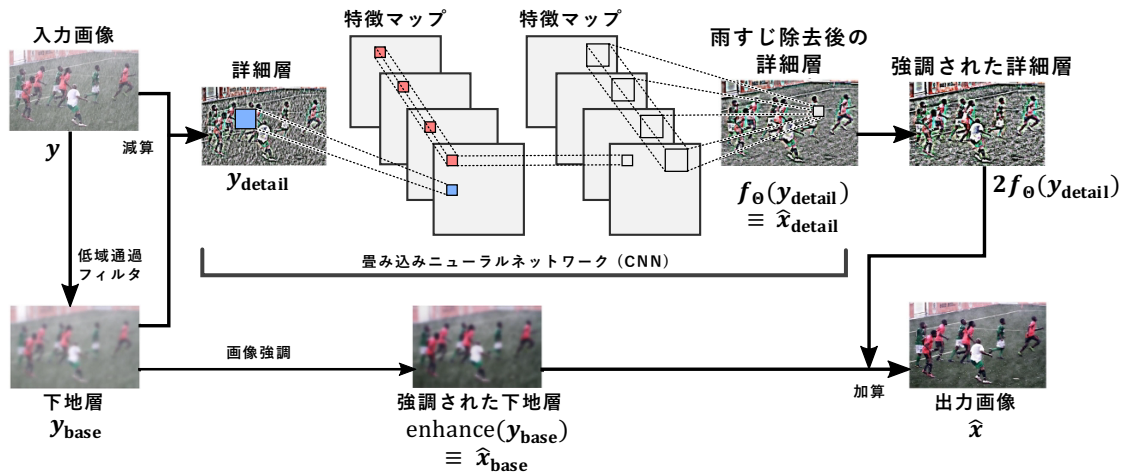 入力画像
y
減算
詳細層
y_detail
特徴マップ
特徴マップ
雨すじ除去後の
詳細層
f_Θ(y_detail)
≡ x̂_detail
強調された詳細層
2f_Θ(y_detail)
低域通過
フィルタ
畳み込みニューラルネットワーク（CNN）
下地層
y_base
画像強調
強調された下地層
enhance(y_base)
≡ x̂_base
加算
出力画像
x̂